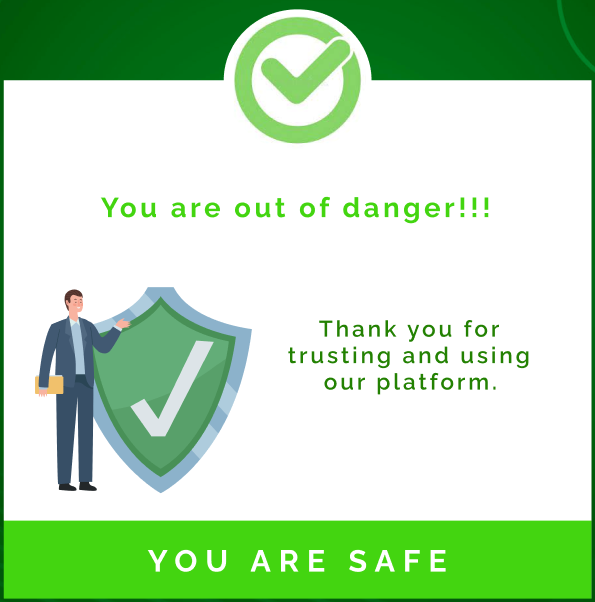 You are out of danger!!!
Thank you for
trusting and using
our platform.
YOU ARE SAFE